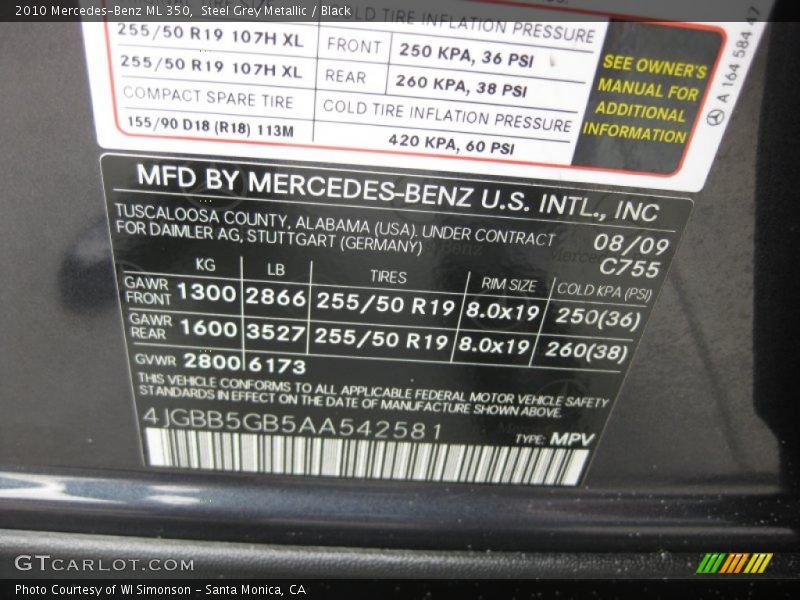 2010 Mercedes-Benz ML 350,  Steel Grey Metallic / Black
COLD TIRE INFLATION PRESSURE
255/50 R19 107H XL FRONT 250 KPA, 36 PSI
255/50 R19 107H XL REAR 260 KPA, 38 PSI
COMPACT SPARE TIRE COLD TIRE INFLATION PRESSURE
155/90 D18 (R18) 113M 420 KPA, 60 PSI
SEE OWNER'S
MANUAL FOR
ADDITIONAL
INFORMATION
A 164 584 47
MFD BY MERCEDES-BENZ U.S. INTL., INC
TUSCALOOSA COUNTY, ALABAMA (USA). UNDER CONTRACT
FOR DAIMLER AG, STUTTGART (GERMANY)
08/09
C755
KG LB TIRES RIM SIZE COLD KPA (PSI)
GAWR
FRONT 1300 2866 255/50 R19 8.0x19 250(36)
GAWR
REAR 1600 3527 255/50 R19 8.0x19 260(38)
GVWR 2800 6173
THIS VEHICLE CONFORMS TO ALL APPLICABLE FEDERAL MOTOR VEHICLE SAFETY
STANDARDS IN EFFECT ON THE DATE OF MANUFACTURE SHOWN ABOVE.
4JGBB5GB5AA542581
TYPE: MPV
GTCARLOT.COM
Photo Courtesy of WI Simonson – Santa Monica, CA